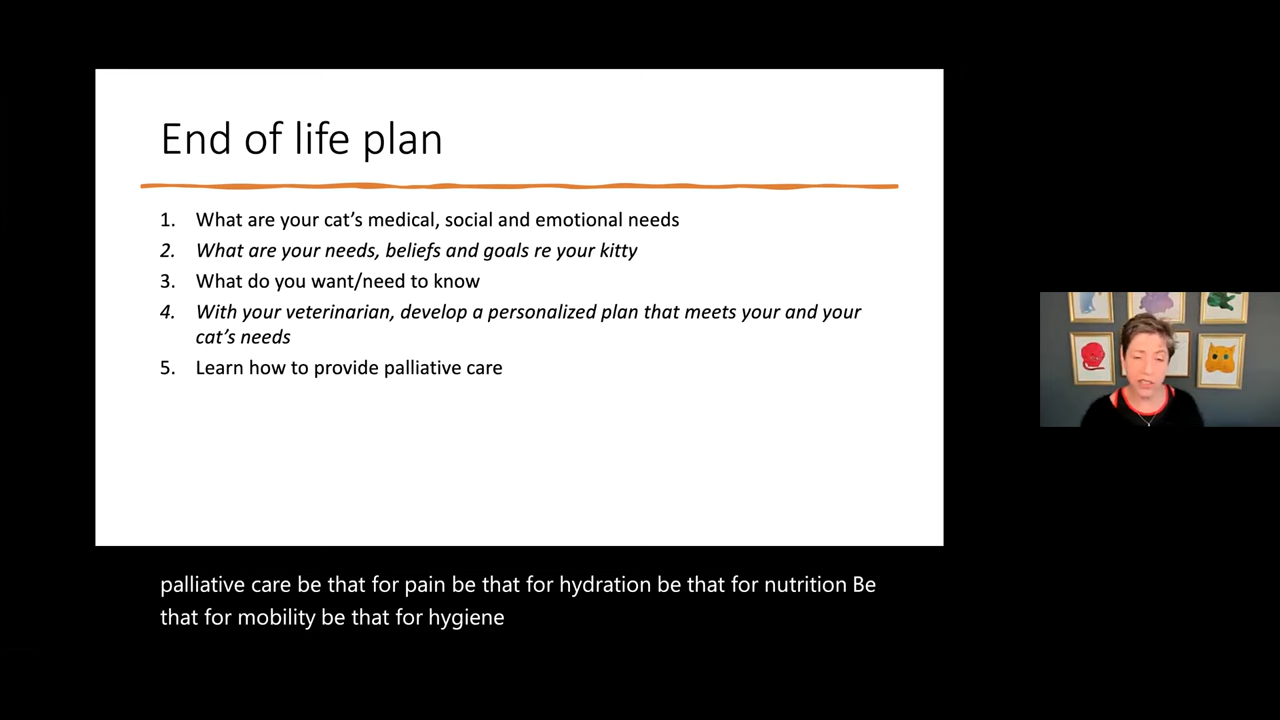 End of life plan
1. What are your cat's medical, social and emotional needs
2. What are your needs, beliefs and goals re your kitty
3. What do you want/need to know
4. With your veterinarian, develop a personalized plan that meets your and your
cat's needs
5. Learn how to provide palliative care
palliative care be that for pain be that for hydration be that for nutrition Be
that for mobility be that for hygiene